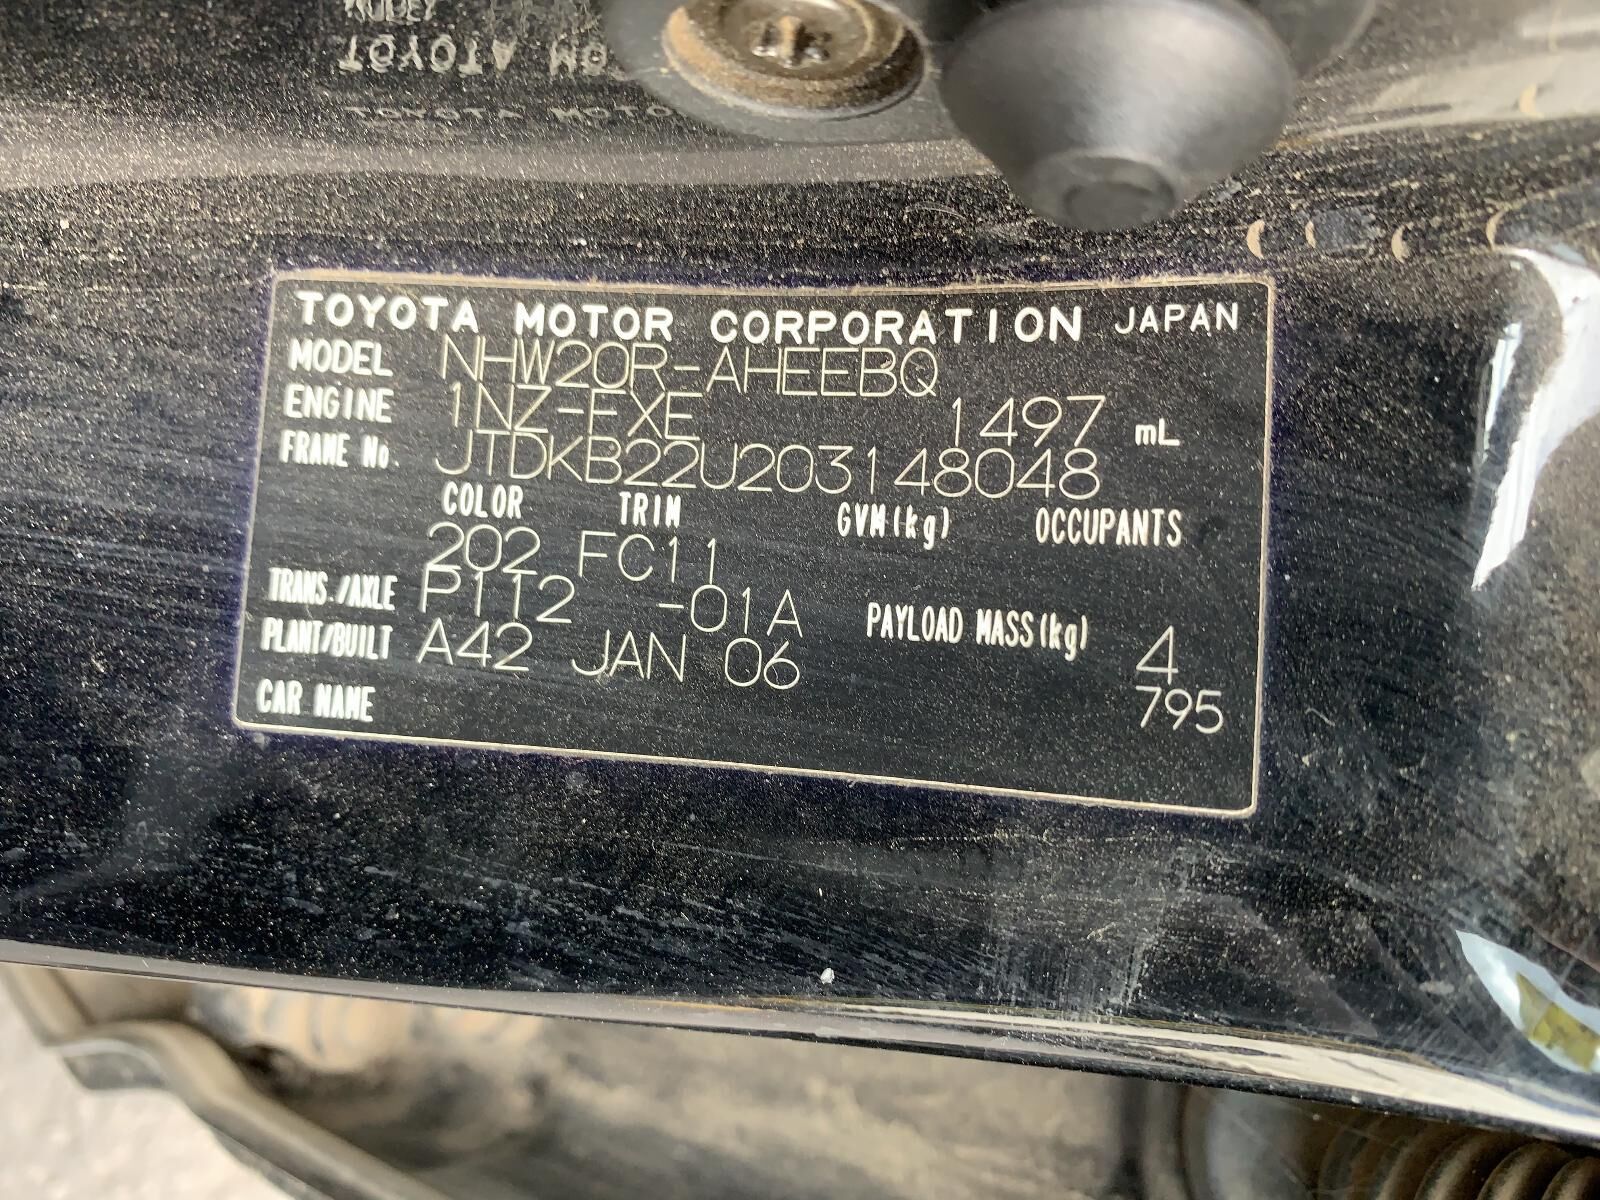 TOYOTA MOTOR CORPORATION JAPAN
MODEL NHW20R-AHEEBQ
ENGINE 1NZ-FXE 1497 mL
FRAME No. JTDKB22U203148048
COLOR TRIM GVM(kg) OCCUPANTS
202 FC11
TRANS./AXLE P112 -01A PAYLOAD MASS(kg) 4
PLANT/BUILT A42 JAN 06 795
CAR NAME